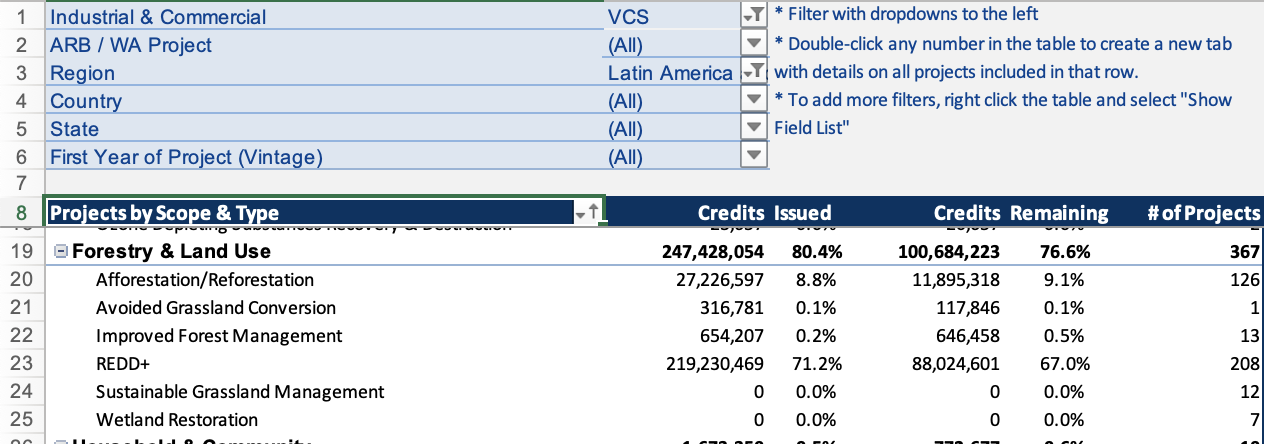 1 Industrial & Commercial VCS * Filter with dropdowns to the left
2 ARB / WA Project (All) * Double-click any number in the table to create a new tab
3 Region Latin America with details on all projects included in that row.
4 Country (All) * To add more filters, right click the table and select "Show
5 State (All) Field List"
6 First Year of Project (Vintage) (All)
7
8 Projects by Scope & Type Credits Issued Credits Remaining # of Projects
Ozone Depleting Substances Recovery & Destruction
19 Forestry & Land Use 247,428,054 80.4% 100,684,223 76.6% 367
20 Afforestation/Reforestation 27,226,597 8.8% 11,895,318 9.1% 126
21 Avoided Grassland Conversion 316,781 0.1% 117,846 0.1% 1
22 Improved Forest Management 654,207 0.2% 646,458 0.5% 13
23 REDD+ 219,230,469 71.2% 88,024,601 67.0% 208
24 Sustainable Grassland Management 0 0.0% 0 0.0% 12
25 Wetland Restoration 0 0.0% 0 0.0% 7
Household & Community